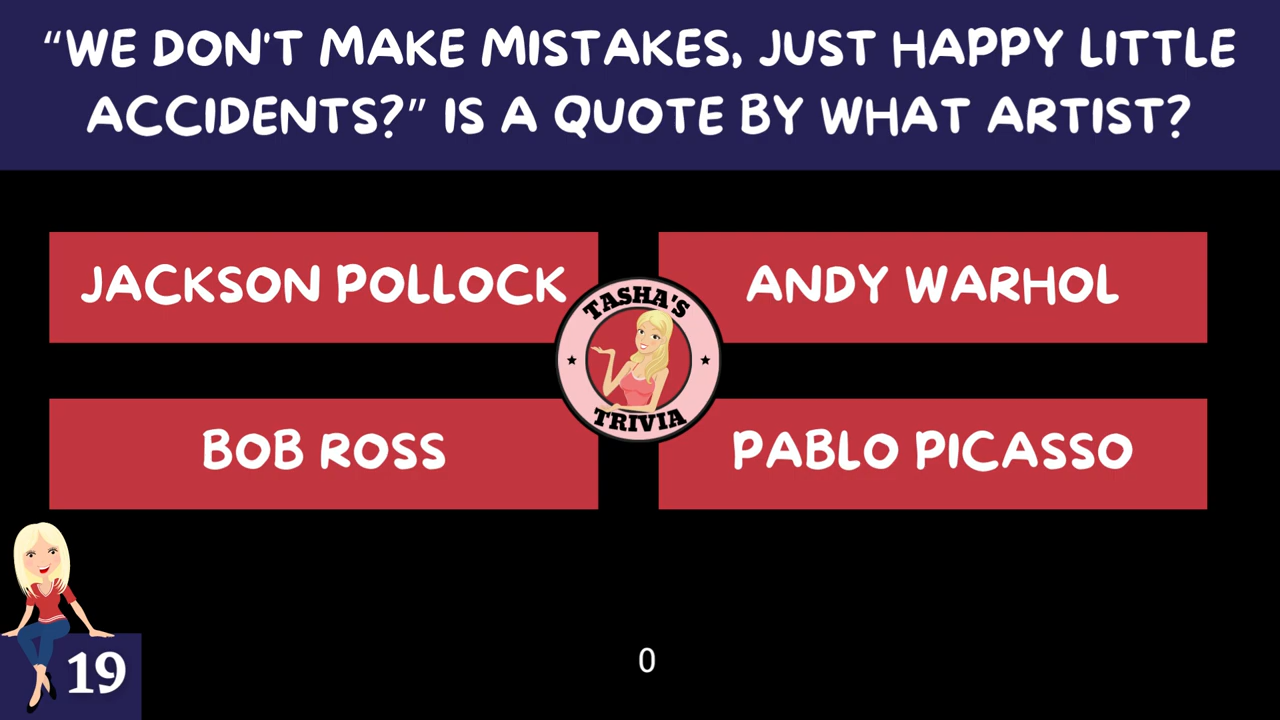 “WE DON'T MAKE MISTAKES, JUST HAPPY LITTLE
ACCIDENTS?” IS A QUOTE BY WHAT ARTIST?
JACKSON POLLOCK
ANDY WARHOL
TASHA'S
TRIVIA
BOB ROSS
PABLO PICASSO
19
0